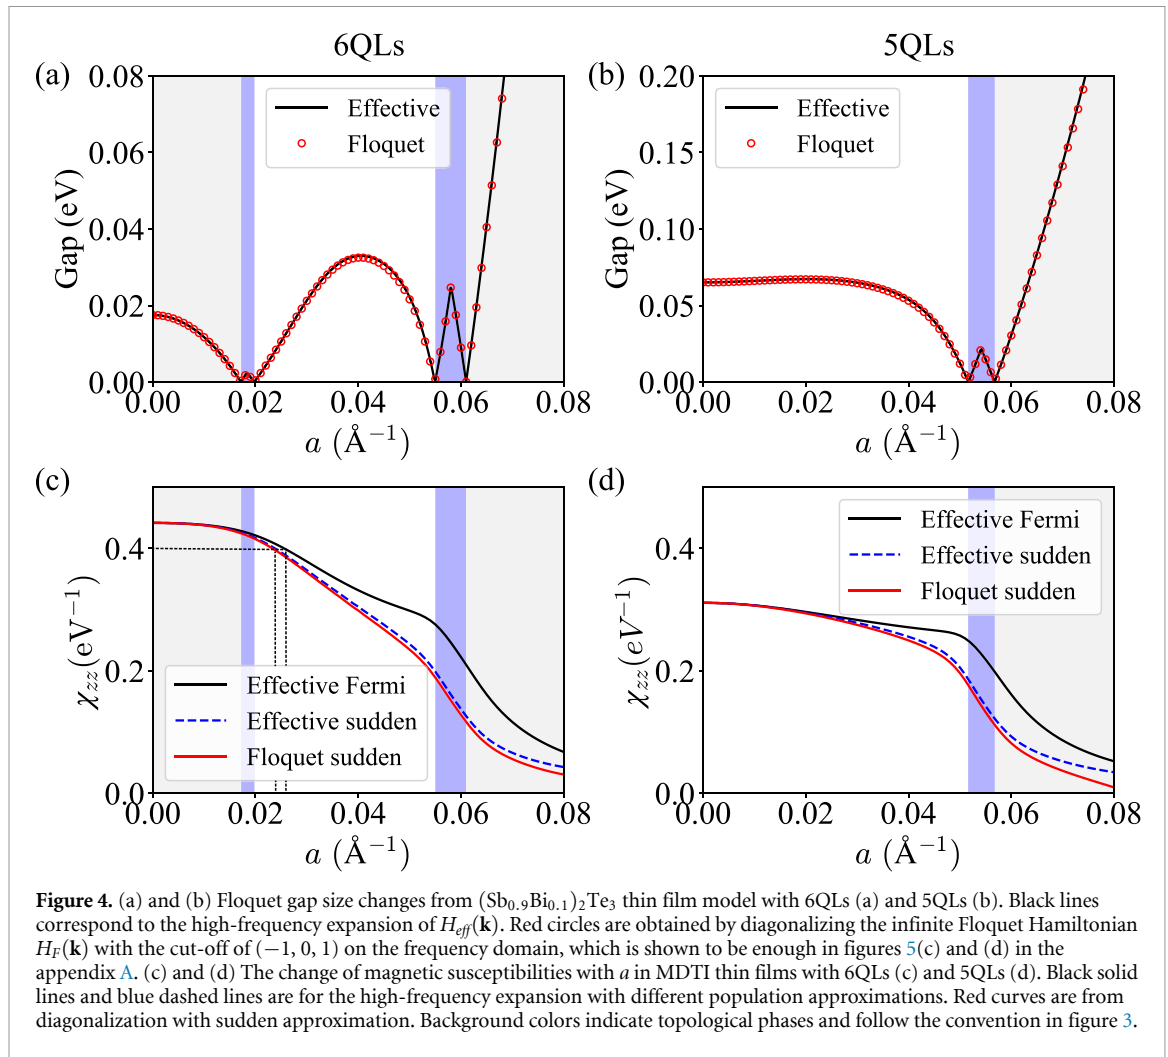 6QLs
5QLs
(a)
0.08
0.06
0.04
0.02
0.00
Gap (eV)
Effective
Floquet
0.00 0.02 0.04 0.06 0.08
a (Å⁻¹)
(b)
0.20
0.15
0.10
0.05
0.00
Gap (eV)
Effective
Floquet
0.00 0.02 0.04 0.06 0.08
a (Å⁻¹)
(c)
0.4
0.2
0.0
χzz(eV⁻¹)
Effective Fermi
Effective sudden
Floquet sudden
0.00 0.02 0.04 0.06 0.08
a (Å⁻¹)
(d)
0.4
0.2
0.0
χzz(eV⁻¹)
Effective Fermi
Effective sudden
Floquet sudden
0.00 0.02 0.04 0.06 0.08
a (Å⁻¹)
Figure 4. (a) and (b) Floquet gap size changes from (Sb₀.₉Bi₀.₁)₂Te₃ thin film model with 6QLs (a) and 5QLs (b). Black lines
correspond to the high-frequency expansion of Heff(k). Red circles are obtained by diagonalizing the infinite Floquet Hamiltonian
HF(k) with the cut-off of (−1, 0, 1) on the frequency domain, which is shown to be enough in figures 5(c) and (d) in the
appendix A. (c) and (d) The change of magnetic susceptibilities with a in MDTI thin films with 6QLs (c) and 5QLs (d). Black solid
lines and blue dashed lines are for the high-frequency expansion with different population approximations. Red curves are from
diagonalization with sudden approximation. Background colors indicate topological phases and follow the convention in figure 3.